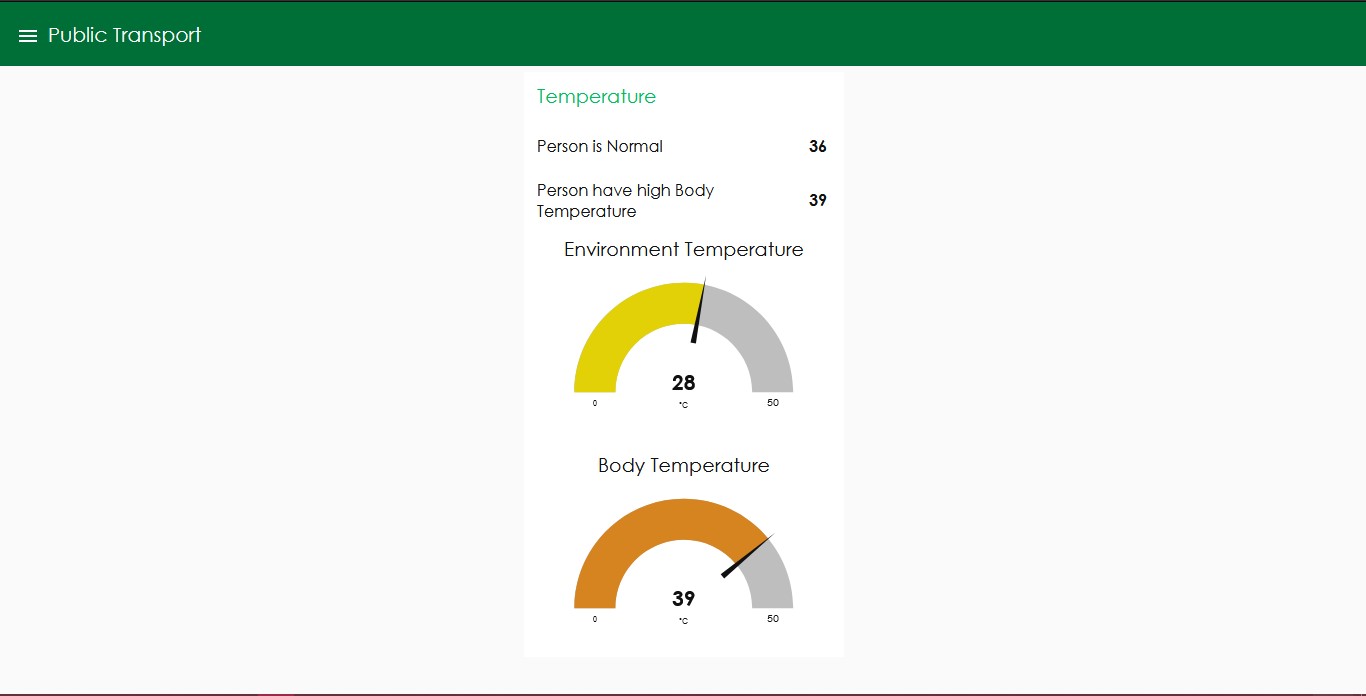 Public Transport
Temperature
Person is Normal 36
Person have high Body
Temperature 39
Environment Temperature
28
°C
0 50
Body Temperature
39
°C
0 50